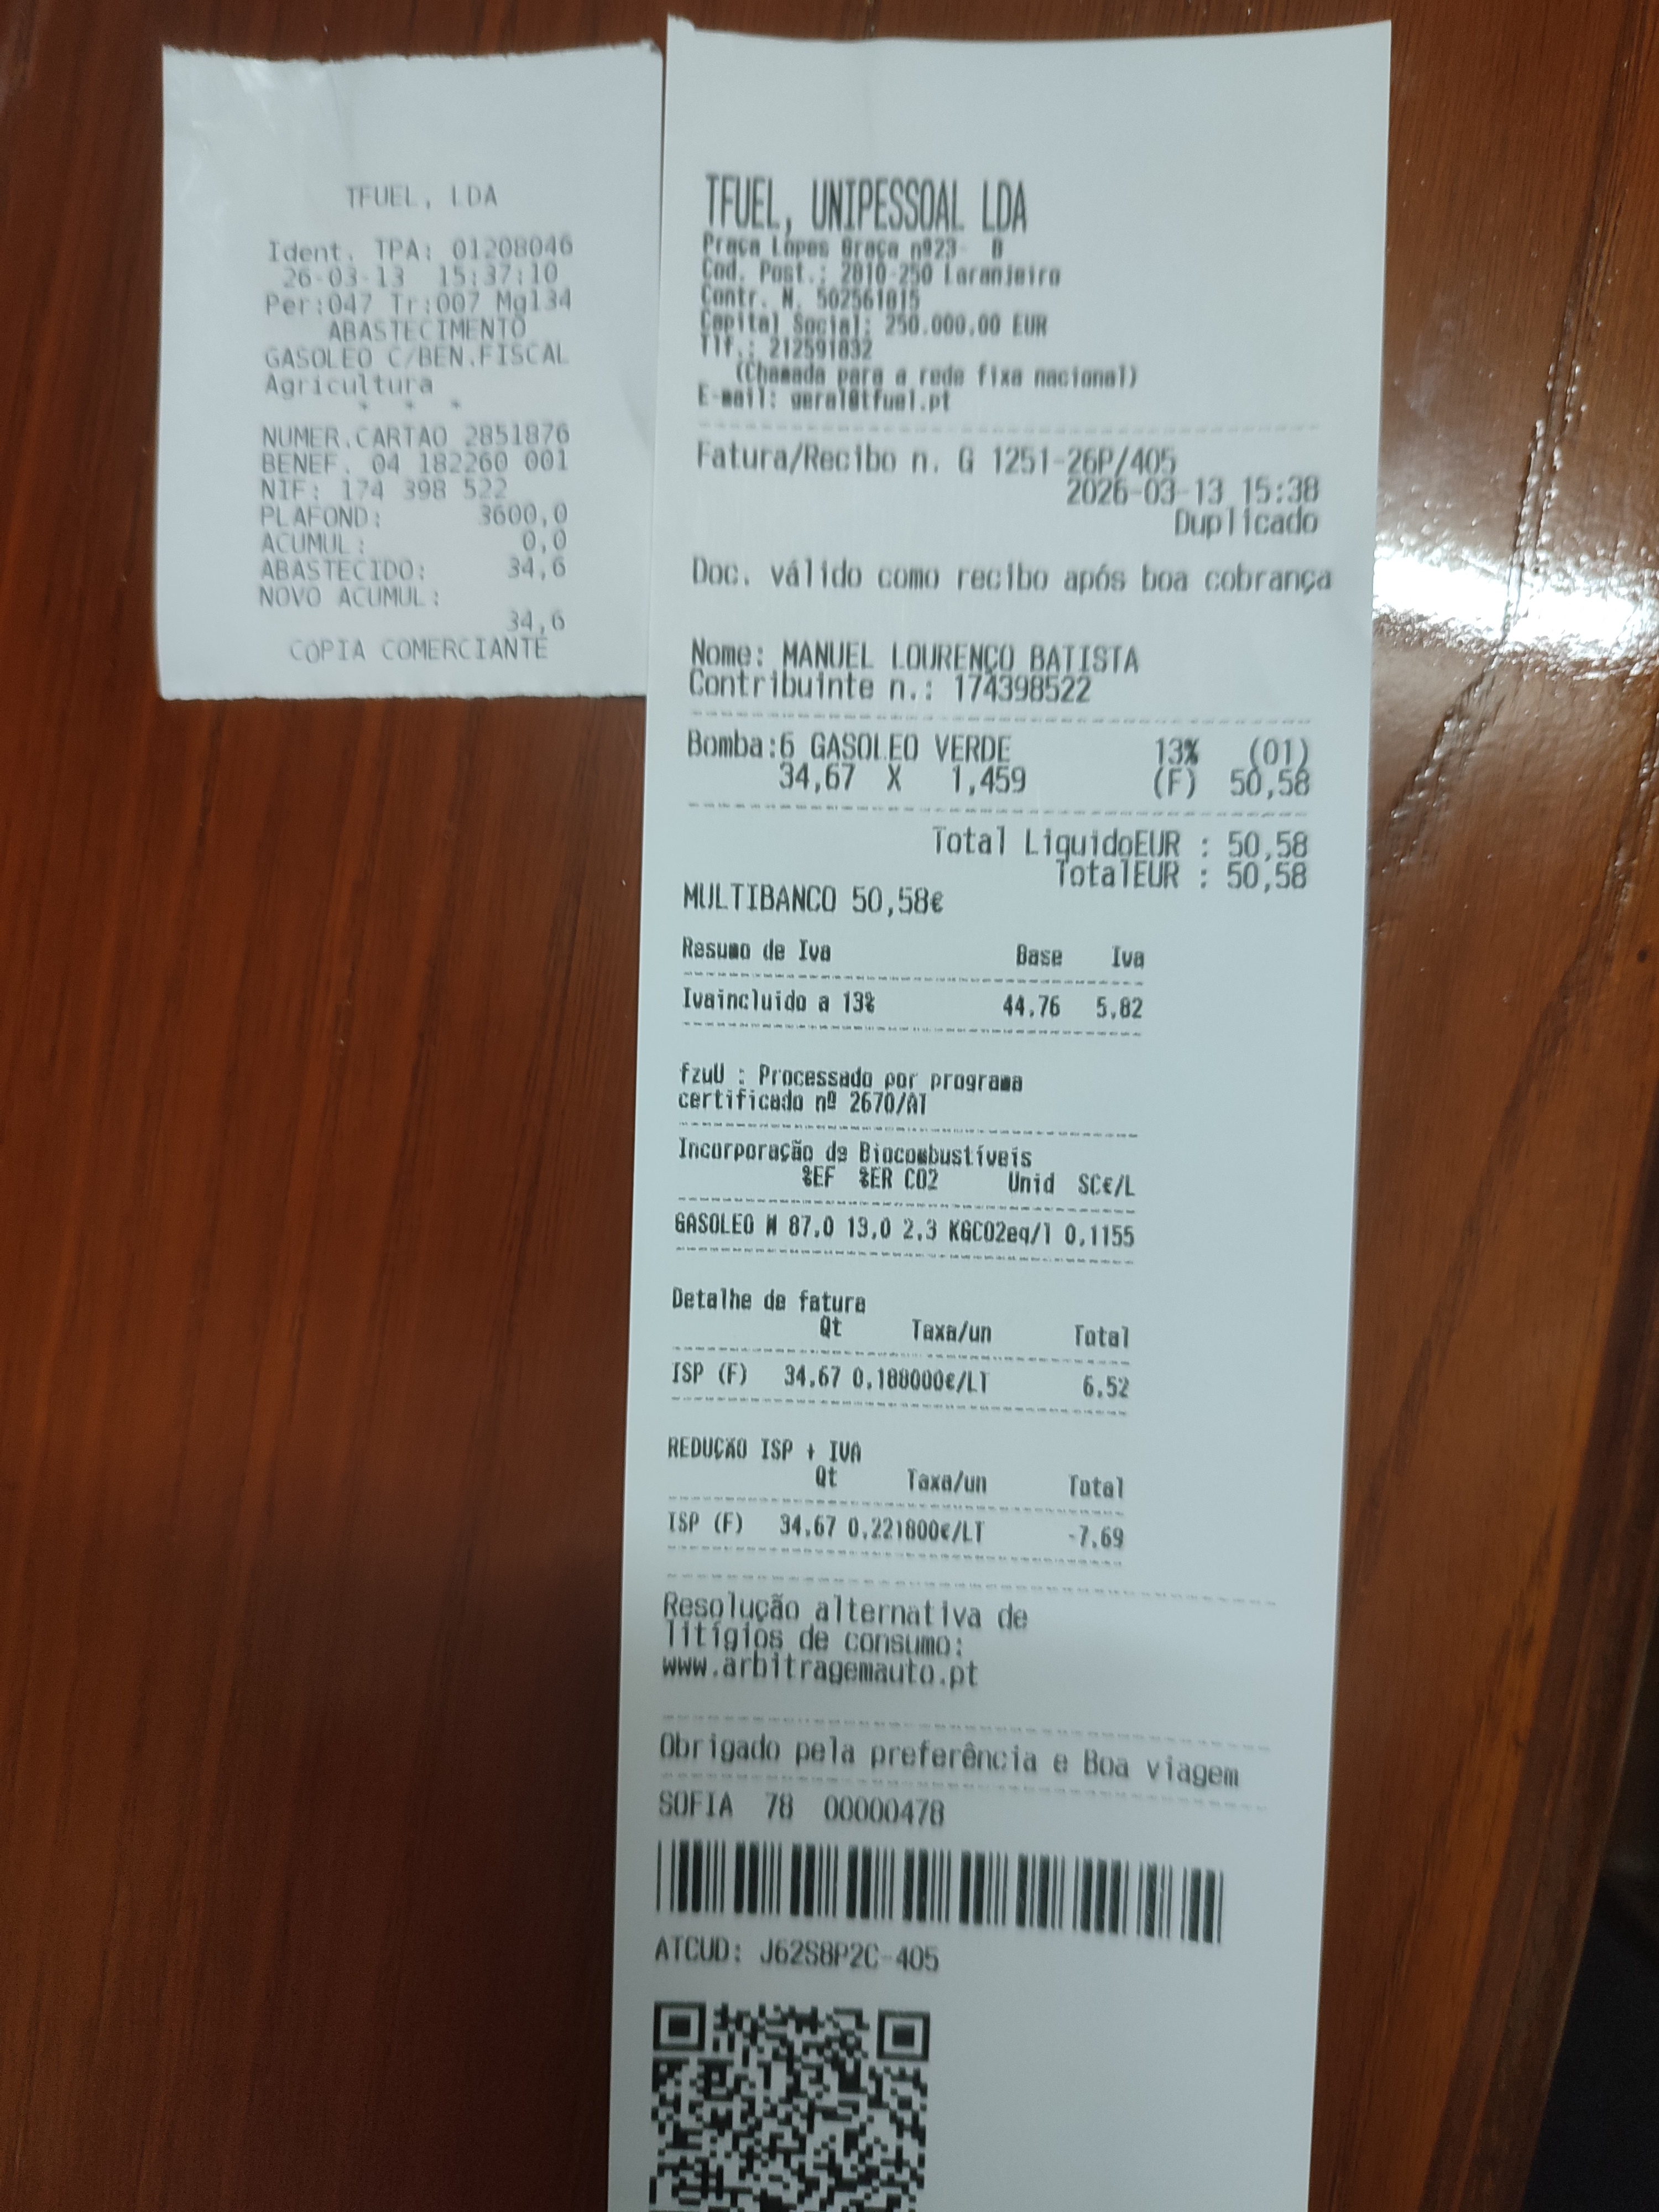 TFUEL, LDA
Ident. TPA: 01208046
26-03-13 15:37:10
Per:047 Tr:007 Mg134
ABASTECIMENTO
GASOLEO C/BEN.FISCAL
Agricultura
* * *
NUMER.CARTAO 2851876
BENEF. 04 182260 001
NIF: 174 398 522
PLAFOND: 3600,0
ACUMUL: 0,0
ABASTECIDO: 34,6
NOVO ACUMUL:
34,6
COPIA COMERCIANTE
TFUEL, UNIPESSOAL LDA
Praça Lopes Graça nº23- B
Cod. Post.: 2810-250 Laranjeiro
Contr. N. 502561815
Capital Social: 250.000.00 EUR
Tlf.: 212591832
(Chamada para a rede fixa nacional)
E-mail: geral@tfuel.pt
Fatura/Recibo n. G 1251-26P/405
2026-03-13 15:38
Duplicado
Doc. válido como recibo após boa cobrança
Nome: MANUEL LOURENÇO BATISTA
Contribuinte n.: 174398522
Bomba:6 GASOLEO VERDE 13% (01)
34,67 X 1,459 (F) 50,58
Total LiquidoEUR : 50,58
TotalEUR : 50,58
MULTIBANCO 50,58€
Resumo de Iva Base Iva
Ivaincluido a 13% 44.76 5.82
fzuU : Processado por programa
certificado nº 2670/AT
Incorporação de Biocombustíveis
%EF %ER CO2 Unid SC€/L
GASOLEO M 87.0 13.0 2.3 KGCO2eq/l 0.1155
Detalhe de fatura
Qt Taxa/un Total
ISP (F) 34.67 0.188000€/LT 6.52
REDUÇÃO ISP + IVA
Qt Taxa/un Total
ISP (F) 34.67 0.221800€/LT -7.69
Resolução alternativa de
litígios de consumo:
www.arbitragemauto.pt
Obrigado pela preferência e Boa viagem
SOFIA 78 00000478
ATCUD: J62S8P2C-405